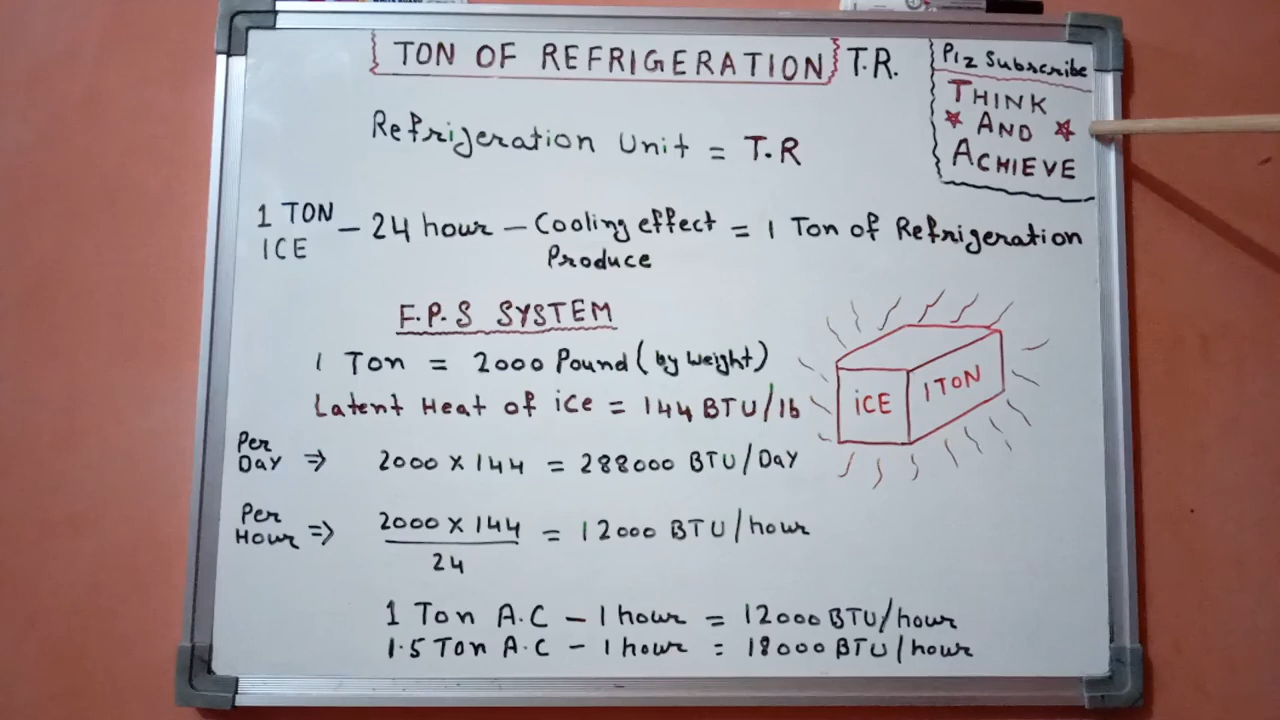 TON OF REFRIGERATION T.R.
Plz Subscribe
THINK
AND
ACHIEVE
Refrigeration Unit = T.R
1 TON ICE - 24 hour - Cooling effect Produce = 1 Ton of Refrigeration
F.P.S SYSTEM
1 Ton = 2000 Pound (by weight)
Latent Heat of ice = 144 BTU/lb
ICE 1 TON
Per Day ⇒ 2000 x 144 = 288000 BTU/Day
Per Hour ⇒ 2000 x 144 / 24 = 12000 BTU/hour
1 Ton A.C - 1 hour = 12000 BTU/hour
1.5 Ton A.C - 1 hour = 18000 BTU/hour